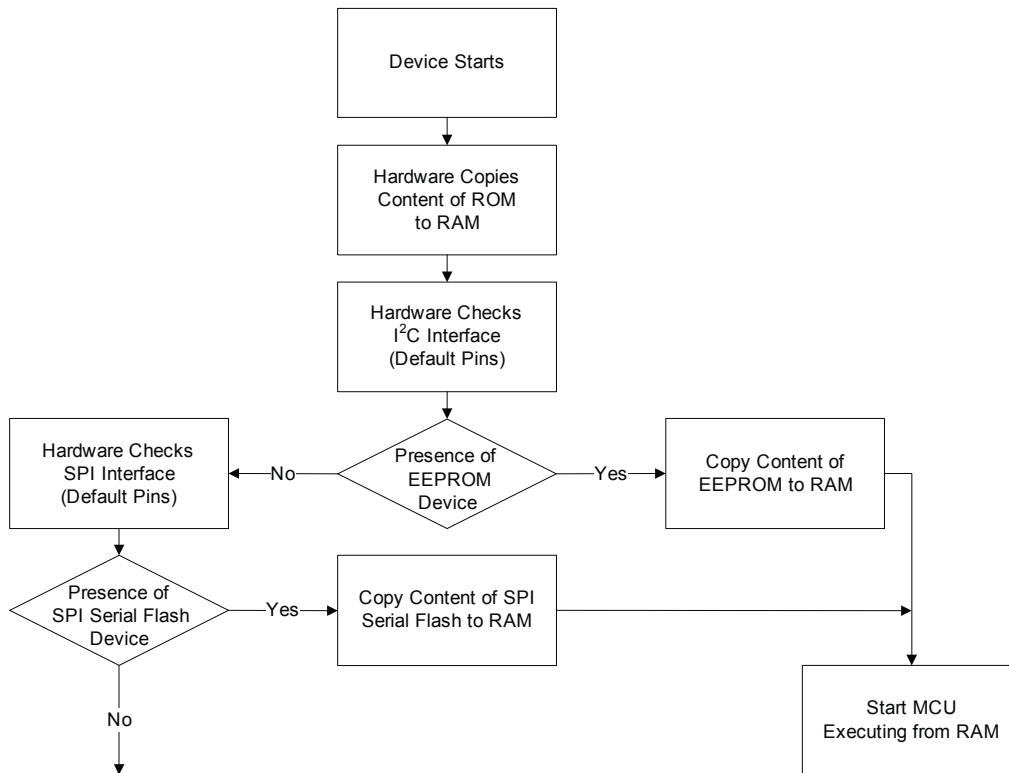 Device Starts
Hardware Copies
Content of ROM
to RAM
Hardware Checks
I²C Interface
(Default Pins)
Hardware Checks
SPI Interface
(Default Pins)
No
Presence of
EEPROM
Device
Yes
Copy Content of
EEPROM to RAM
Presence of
SPI Serial Flash
Device
Yes
Copy Content of SPI
Serial Flash to RAM
No
Start MCU
Executing from RAM